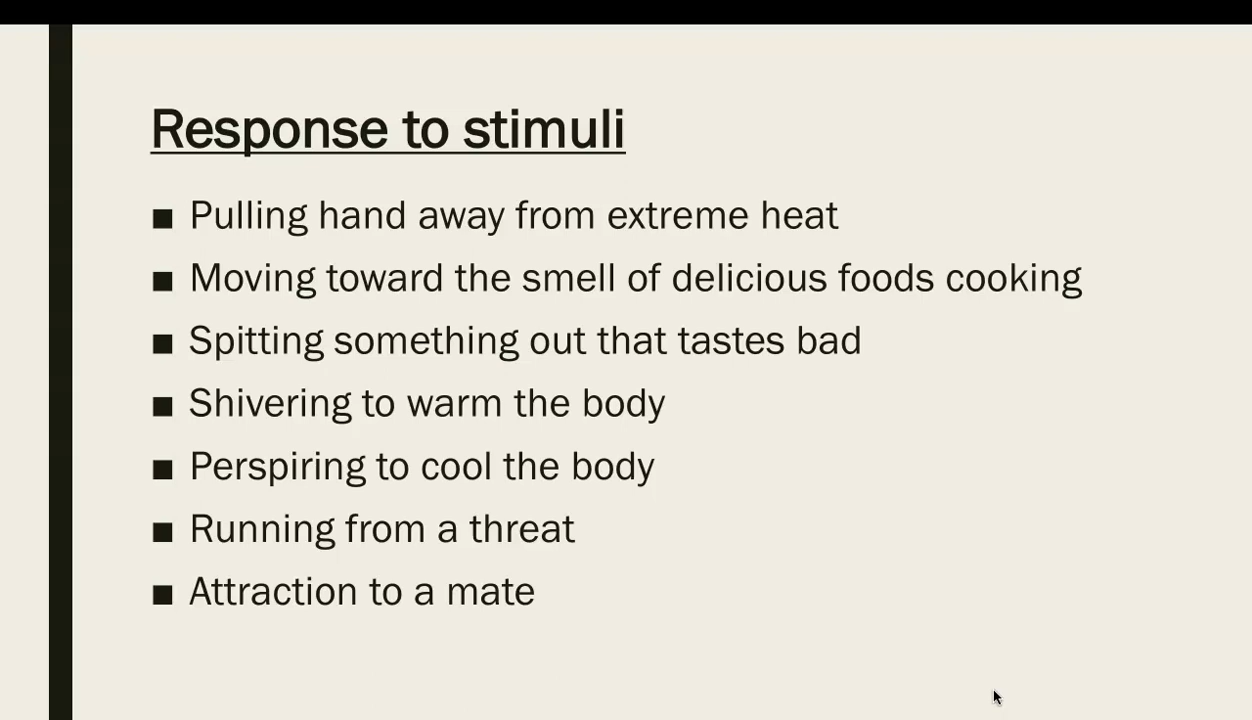 Response to stimuli
■ Pulling hand away from extreme heat
■ Moving toward the smell of delicious foods cooking
■ Spitting something out that tastes bad
■ Shivering to warm the body
■ Perspiring to cool the body
■ Running from a threat
■ Attraction to a mate